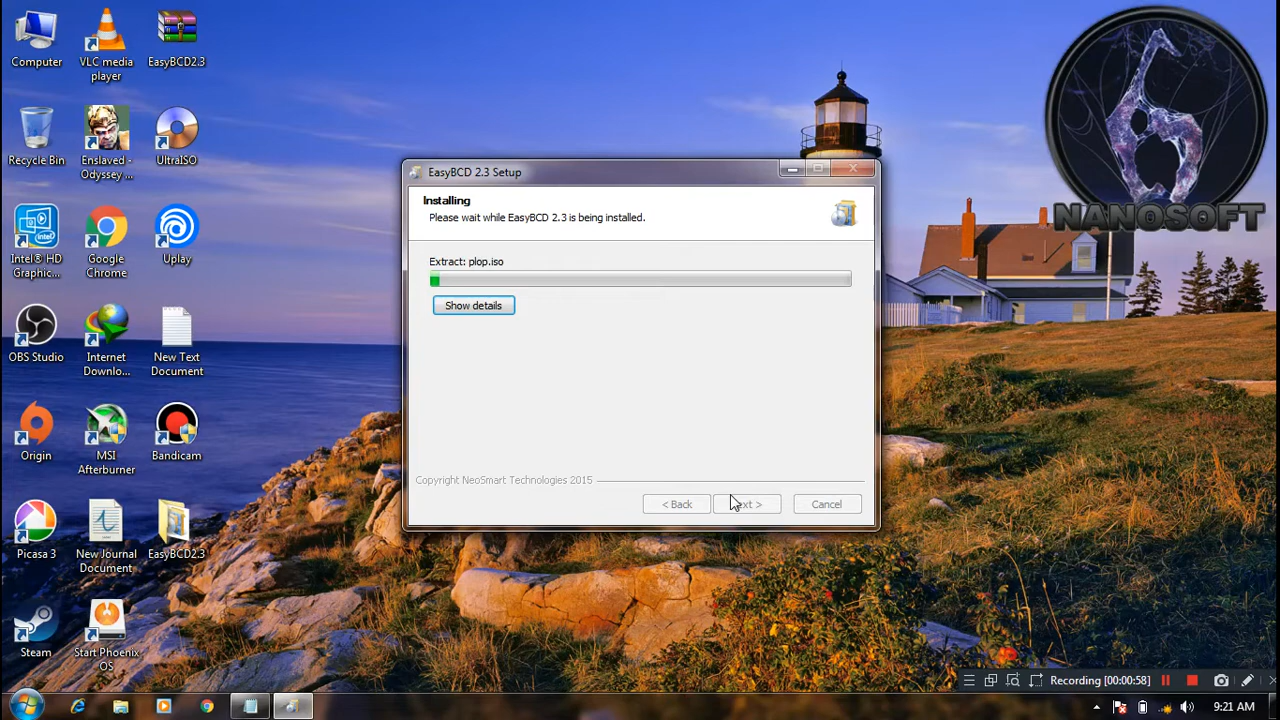 Computer
VLC media
player
EasyBCD2.3
Recycle Bin
Enslaved -
Odyssey ...
UltraISO
Intel® HD
Graphic...
Google
Chrome
Uplay
OBS Studio
Internet
Downlo...
New Text
Document
Origin
MSI
Afterburner
Bandicam
Picasa 3
New Journal
Document
EasyBCD2.3
Steam
Start Phoenix
OS
NANOSOFT
EasyBCD 2.3 Setup
Installing
Please wait while EasyBCD 2.3 is being installed.
Extract: plop.iso
Show details
Copyright NeoSmart Technologies 2015
< Back
>
Cancel
Recording [00:00:58]
9:21 AM